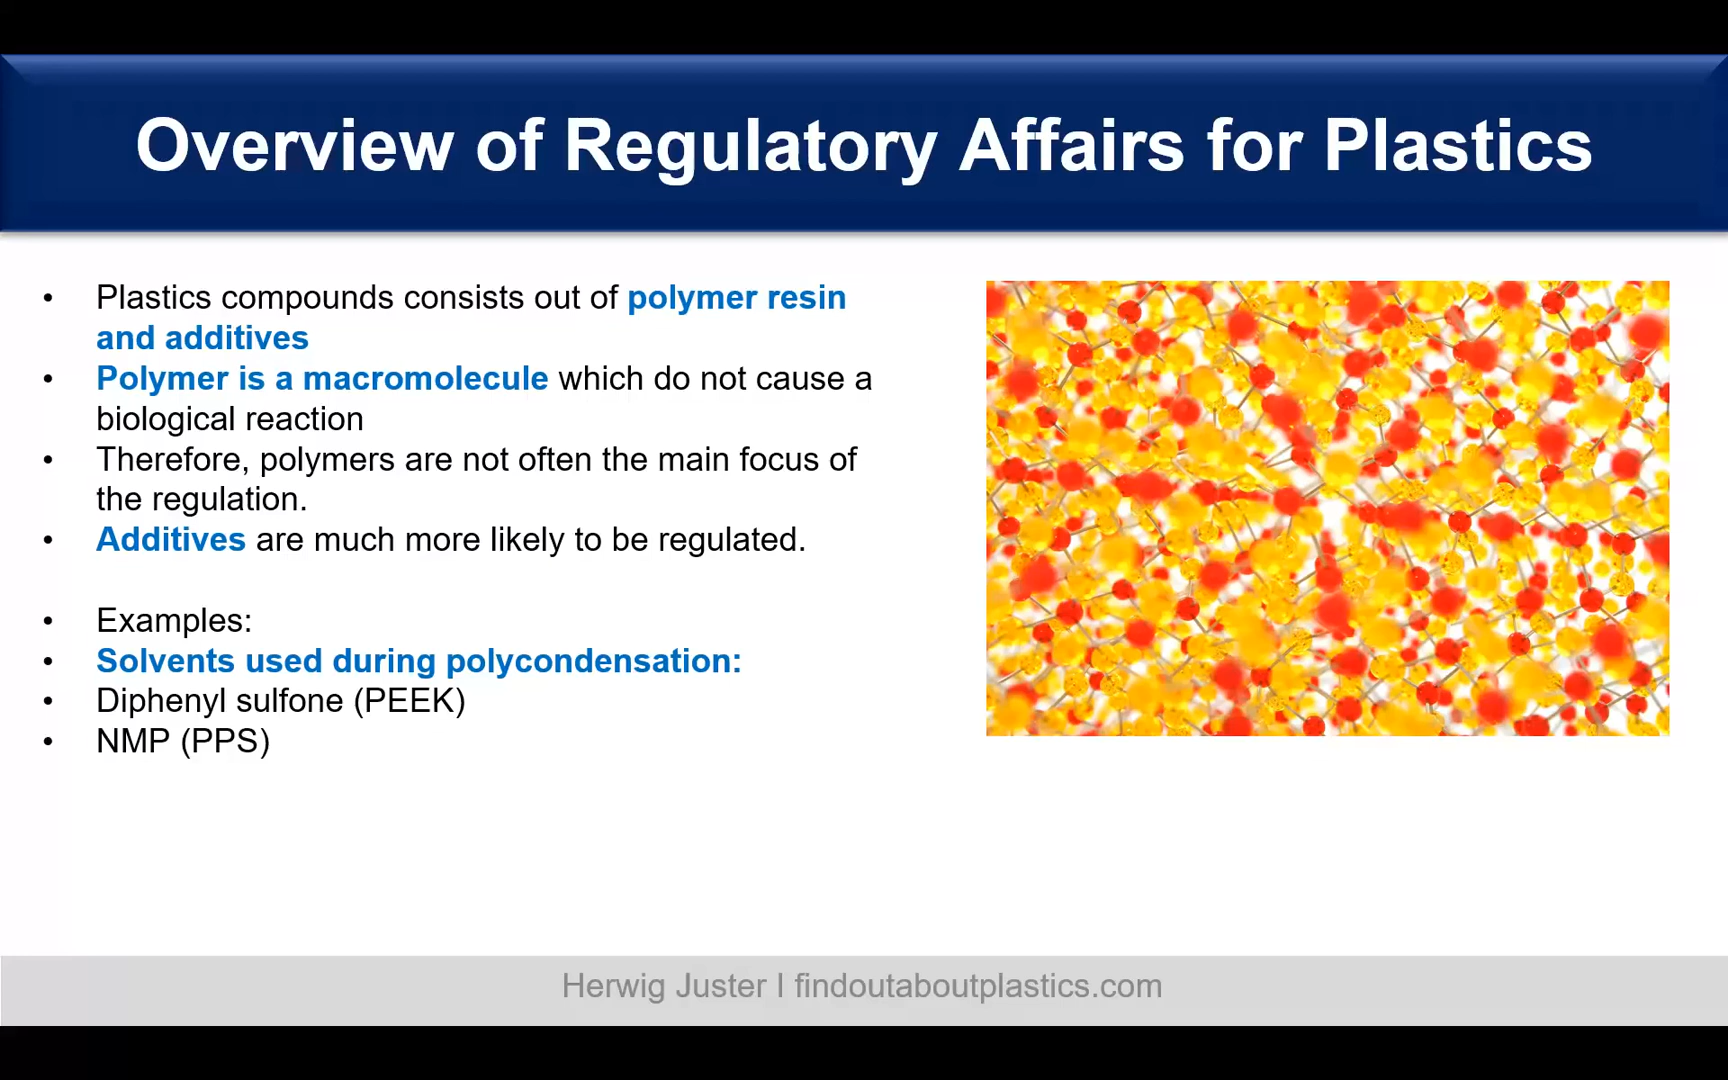 Overview of Regulatory Affairs for Plastics
• Plastics compounds consists out of polymer resin
and additives
• Polymer is a macromolecule which do not cause a
biological reaction
• Therefore, polymers are not often the main focus of
the regulation.
• Additives are much more likely to be regulated.
• Examples:
• Solvents used during polycondensation:
• Diphenyl sulfone (PEEK)
• NMP (PPS)
Herwig Juster I findoutaboutplastics.com